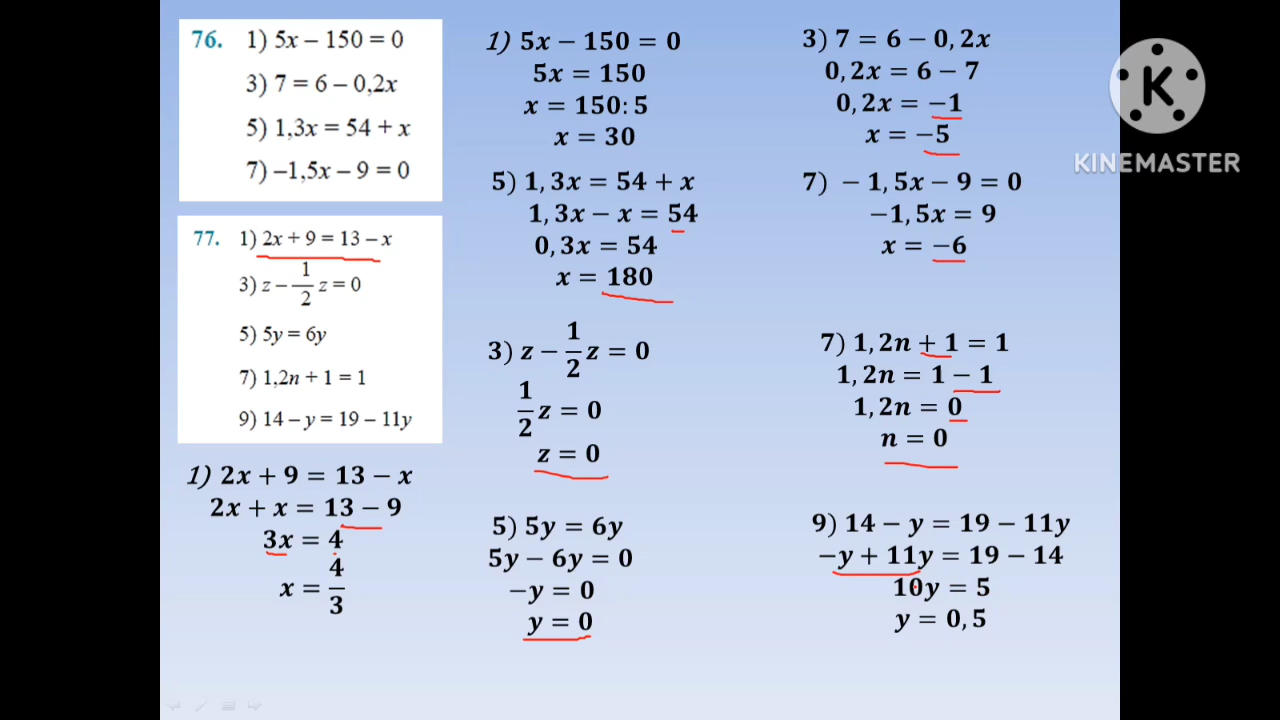 76. 1) 5x – 150 = 0
3) 7 = 6 – 0,2x
5) 1,3x = 54 + x
7) –1,5x – 9 = 0
77. 1) 2x + 9 = 13 – x
3) z – 1/2 z = 0
5) 5y = 6y
7) 1,2n + 1 = 1
9) 14 – y = 19 – 11y
1) 2x + 9 = 13 − x
2x + x = 13 − 9
3x = 4
x = 4/3
1) 5x − 150 = 0
5x = 150
x = 150: 5
x = 30
5) 1,3x = 54 + x
1,3x − x = 54
0,3x = 54
x = 180
3) z − 1/2 z = 0
1/2 z = 0
z = 0
5) 5y = 6y
5y − 6y = 0
−y = 0
y = 0
3) 7 = 6 − 0,2x
0,2x = 6 − 7
0,2x = −1
x = −5
7) − 1,5x − 9 = 0
−1,5x = 9
x = −6
7) 1,2n + 1 = 1
1,2n = 1 − 1
1,2n = 0
n = 0
9) 14 − y = 19 − 11y
−y + 11y = 19 − 14
10y = 5
y = 0,5
K
KINEMASTER